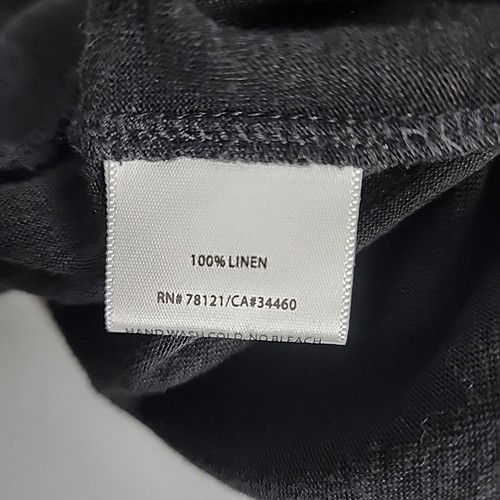 100% LINEN
RN# 78121/CA#34460
HAND WASH COLD, NO BLEACH